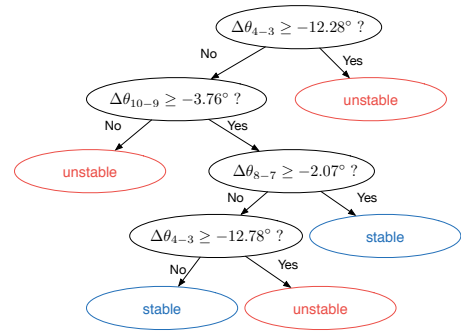 Δθ₄₋₃ ≥ −12.28° ?
No
Yes
Δθ₁₀₋₉ ≥ −3.76° ?
unstable
No
Yes
unstable
Δθ₈₋₇ ≥ −2.07° ?
No
Yes
Δθ₄₋₃ ≥ −12.78° ?
stable
No
Yes
stable
unstable